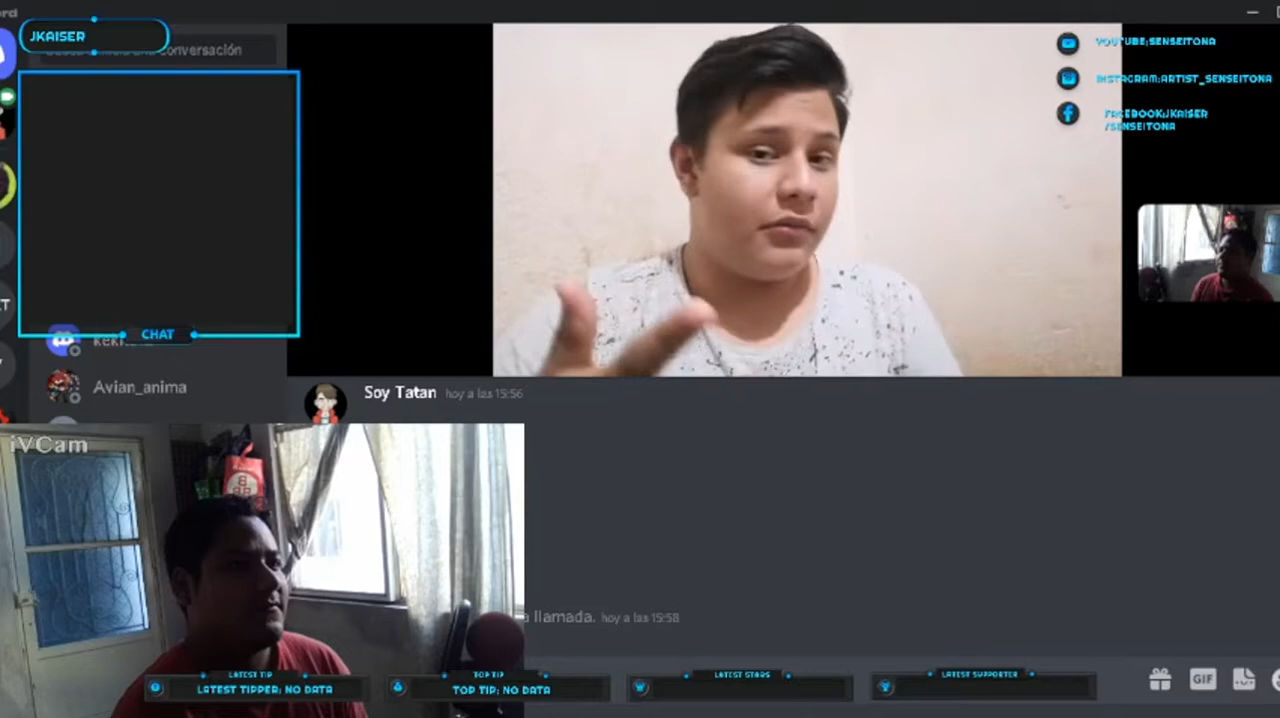 ord
JKAISER
conversación
YOUTUBE:SENSEITONA
INSTAGRAM:ARTIST_SENSEITONA
FACEBOOK:JKAISER
/SENSEITONA
CHAT
Avian_anima
Soy Tatan hoy a las 15:56
iVCam
llamada. hoy a las 15:58
LATEST TIP
LATEST TIPPER: NO DATA
TOP TIP
TOP TIP: NO DATA
LATEST STARS
LATEST SUPPORTER
GIF